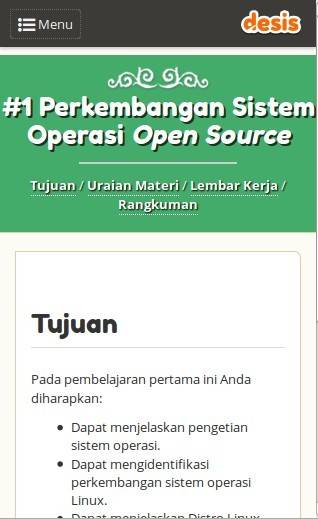 Menu
desis
#1 Perkembangan Sistem
Operasi Open Source
Tujuan / Uraian Materi / Lembar Kerja /
Rangkuman
Tujuan
Pada pembelajaran pertama ini Anda
diharapkan:
Dapat menjelaskan pengetian
sistem operasi.
Dapat mengidentifikasi
perkembangan sistem operasi
Linux.
Dapat menjelaskan Distro Linux